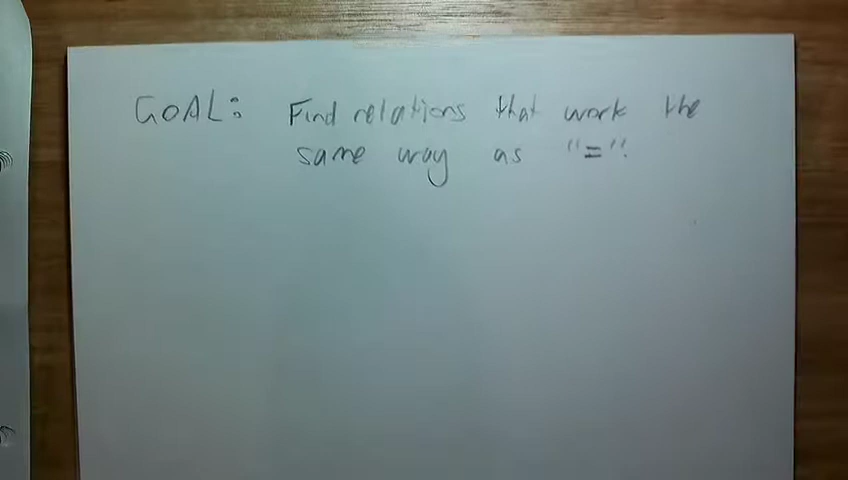 GOAL: Find relations that work the
same way as "=".